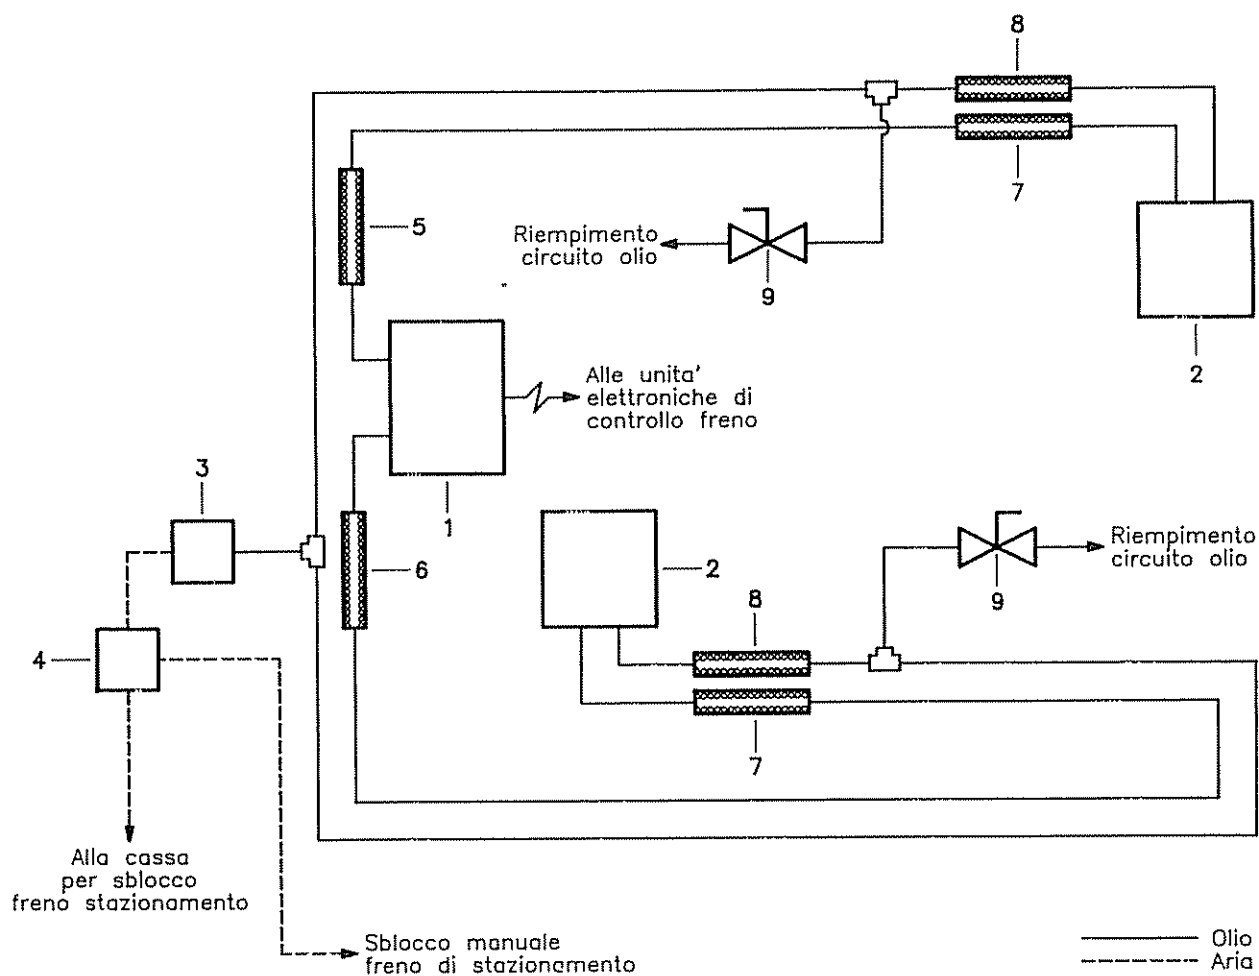 8
7
5
Riempimento
circuito olio
9
2
Alle unita'
elettroniche di
controllo freno
3
1
6
2
Riempimento
circuito olio
9
8
4
7
Alla cassa
per sblocco
freno stazionamento
Sblocco manuale
freno di stazionamento
Olio
Aria